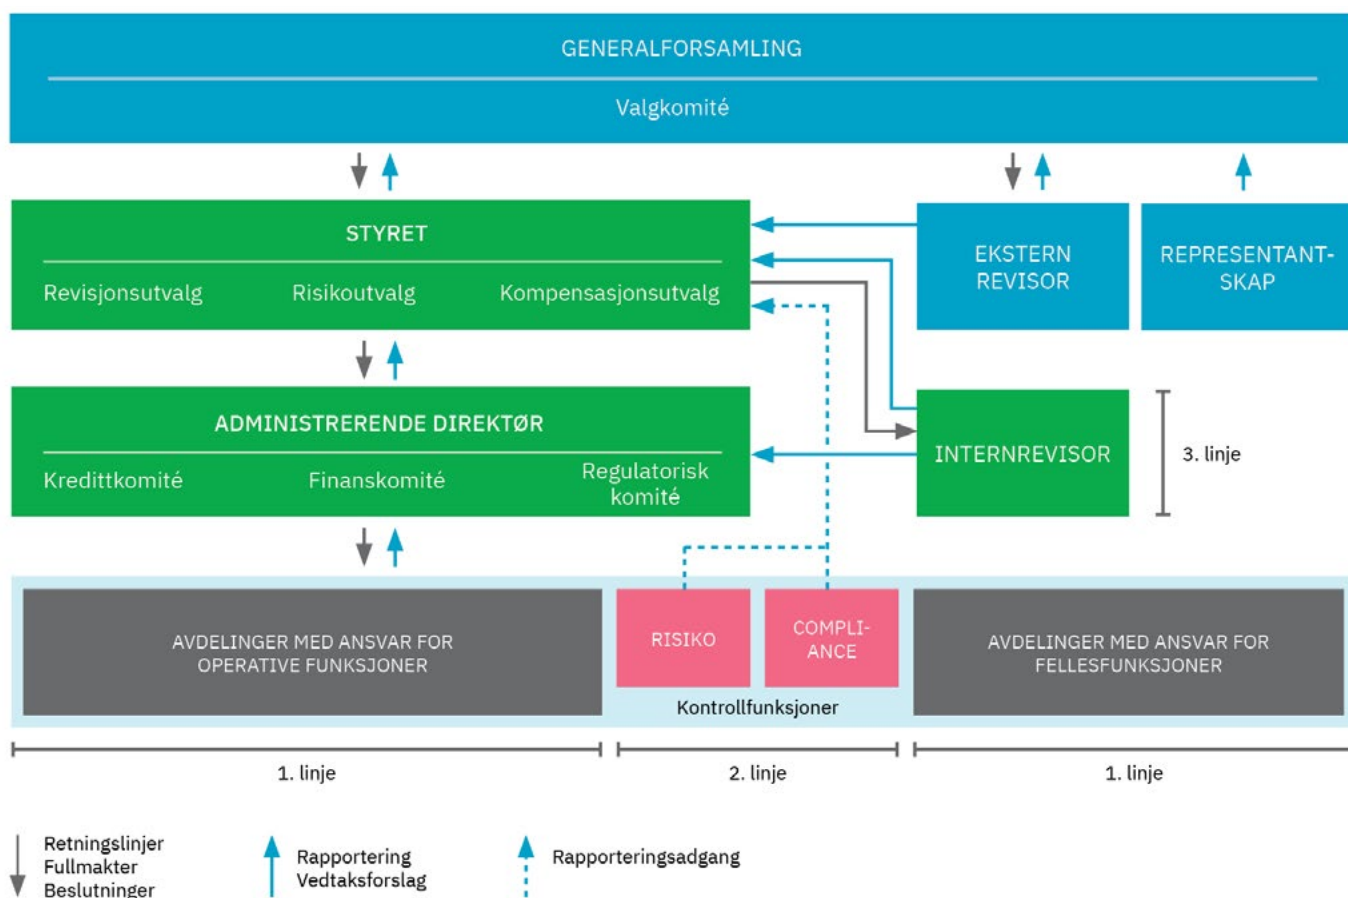 GENERALFORSAMLING
Valgkomité
STYRET
Revisjonsutvalg
Risikoutvalg
Kompensasjonsutvalg
EKSTERN
REVISOR
REPRESENTANT-
SKAP
ADMINISTRERENDE DIREKTØR
Kredittkomité
Finanskomité
Regulatorisk
komité
INTERNREVISOR
3. linje
AVDELINGER MED ANSVAR FOR
OPERATIVE FUNKSJONER
RISIKO
COMPLI-
ANCE
Kontrollfunksjoner
AVDELINGER MED ANSVAR FOR
FELLESFUNKSJONER
1. linje
2. linje
1. linje
Retningslinjer
Fullmakter
Beslutninger
Rapportering
Vedtaksforslag
Rapporteringsadgang